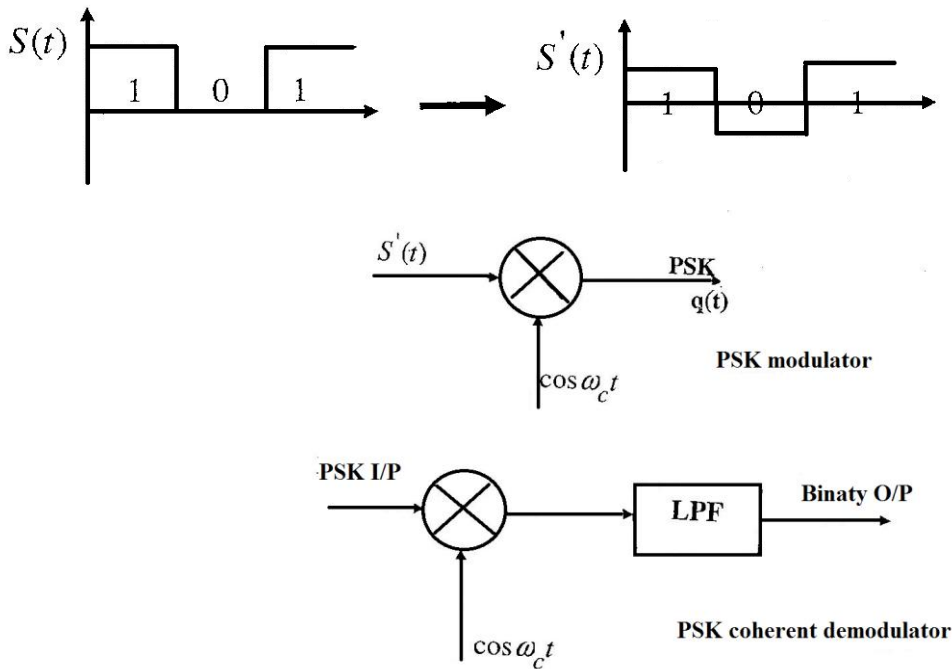 S(t)
1 0 1
S'(t)
1 0 1
S'(t)
PSK
q(t)
cos ω_c t
PSK modulator
PSK I/P
LPF
Binaty O/P
cos ω_c t
PSK coherent demodulator